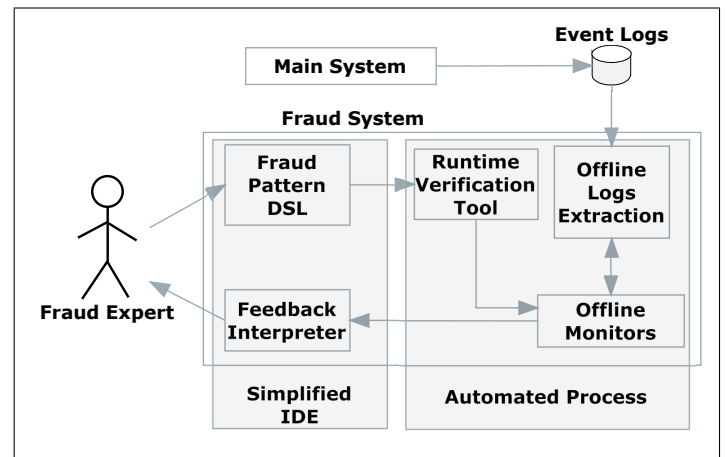 Event Logs
Main System
Fraud System
Fraud
Pattern
DSL
Runtime
Verification
Tool
Offline
Logs
Extraction
Fraud Expert
Feedback
Interpreter
Offline
Monitors
Simplified
IDE
Automated Process